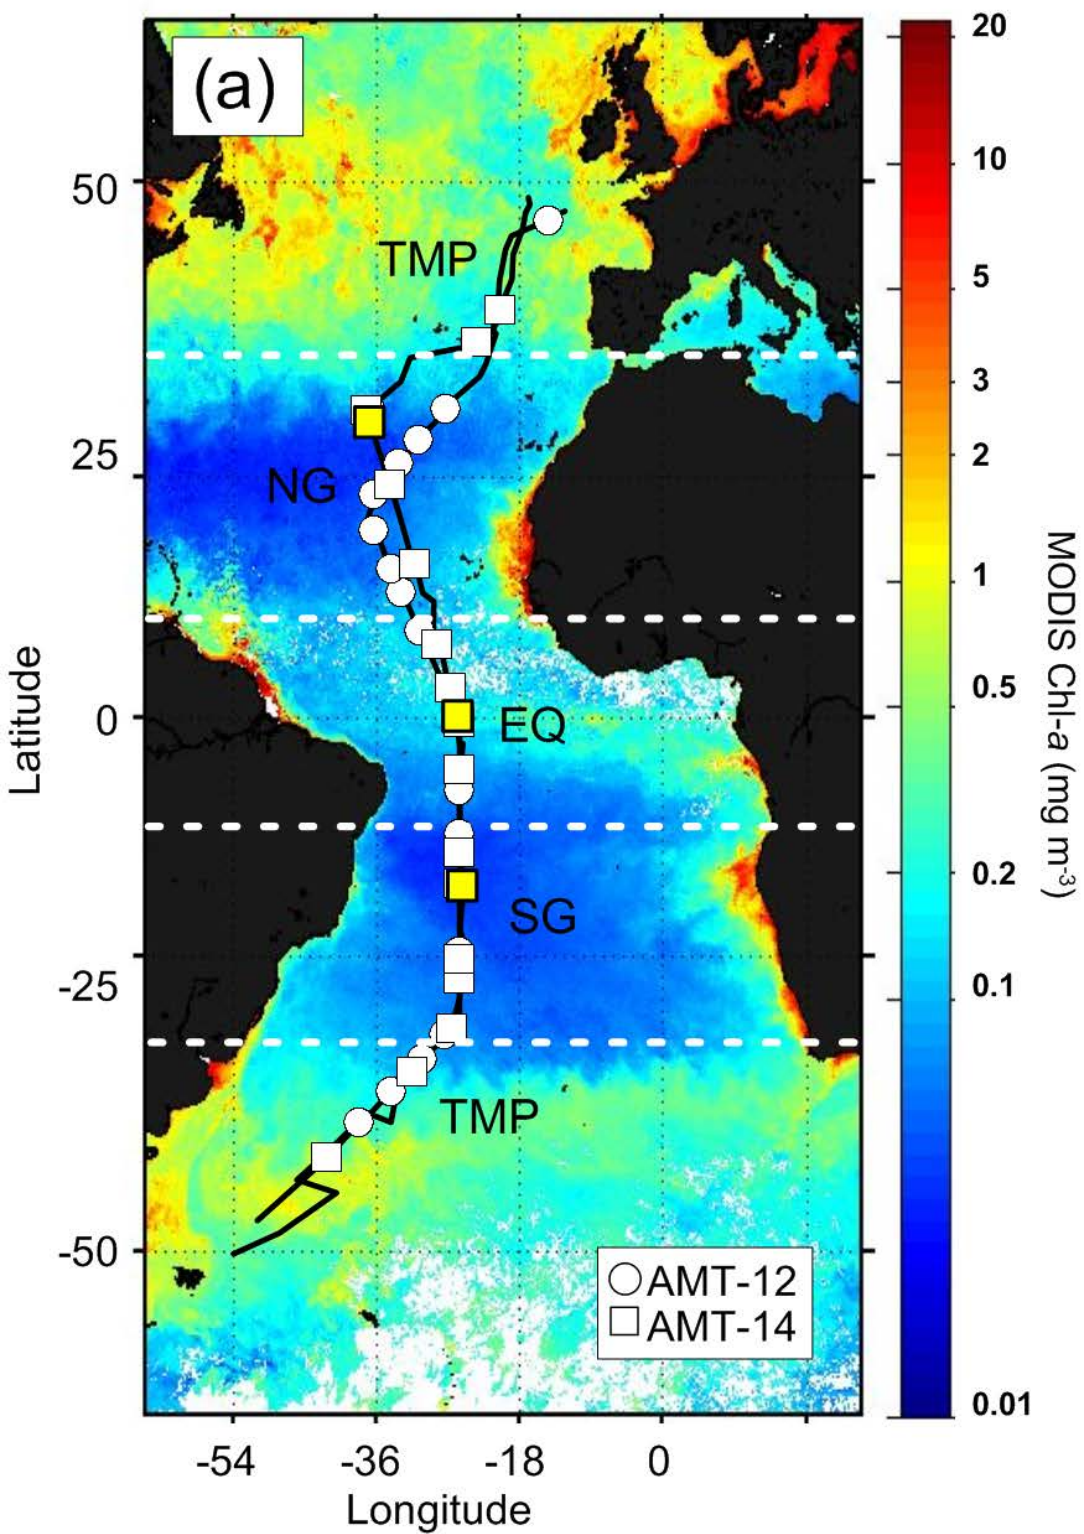 (a)
50
25
0
-25
-50
Latitude
TMP
NG
EQ
SG
TMP
AMT-12
AMT-14
-54
-36
-18
0
Longitude
20
10
5
3
2
1
0.5
0.2
0.1
0.01
MODIS Chl-a (mg m-3)